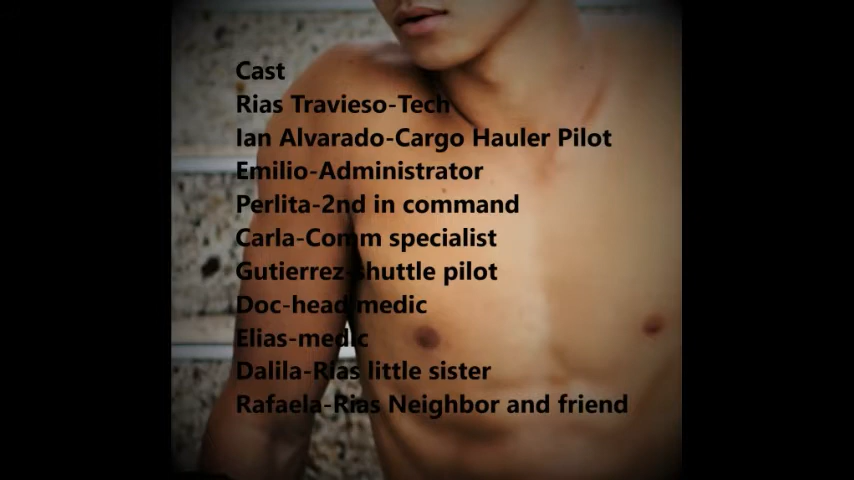 Cast
Rias Travieso-Tech
Ian Alvarado-Cargo Hauler Pilot
Emilio-Administrator
Perlita-2nd in command
Carla-Comm specialist
Gutierrez-shuttle pilot
Doc-head medic
Elias-medic
Dalila-Rias little sister
Rafaela-Rias Neighbor and friend